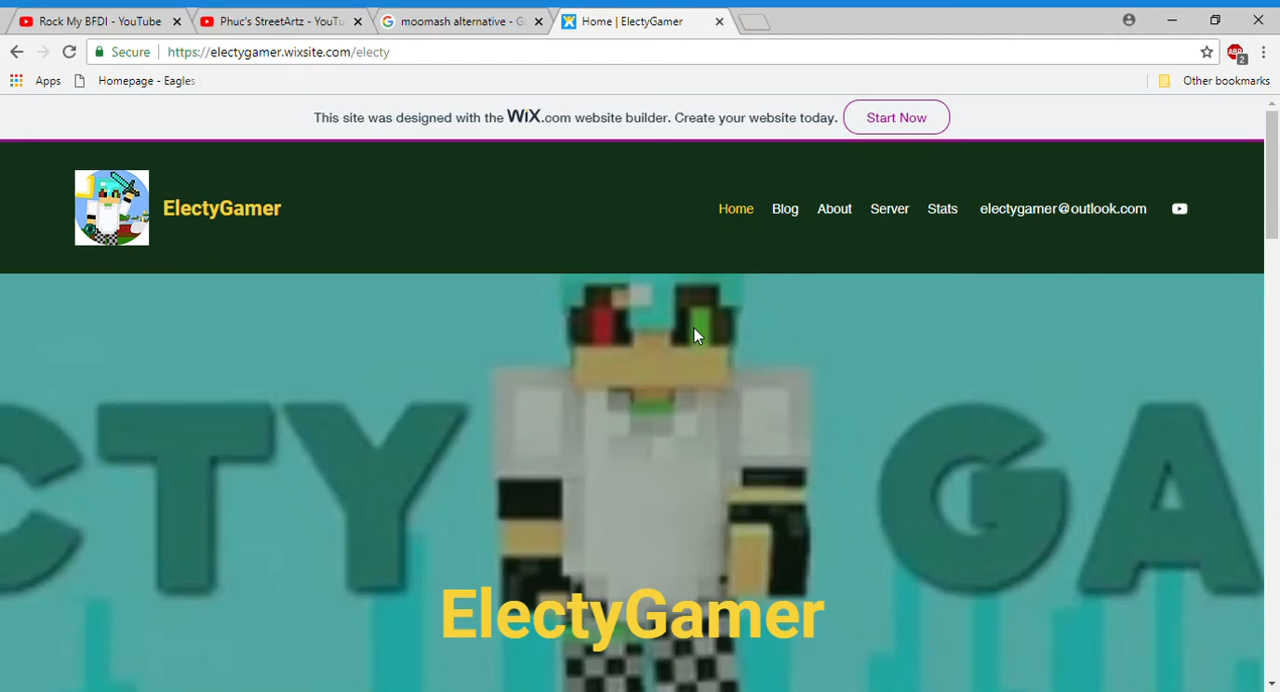 Rock My BFDI - YouTube
Phuc's StreetArtz - YouTu
moomash alternative - G
Home | ElectyGamer
Secure
https://electygamer.wixsite.com/electy
Apps
Homepage - Eagles
Other bookmarks
This site was designed with the WiX.com website builder. Create your website today.
Start Now
ElectyGamer
Home
Blog
About
Server
Stats
electygamer@outlook.com
CTY GA
ElectyGamer
ABP
2